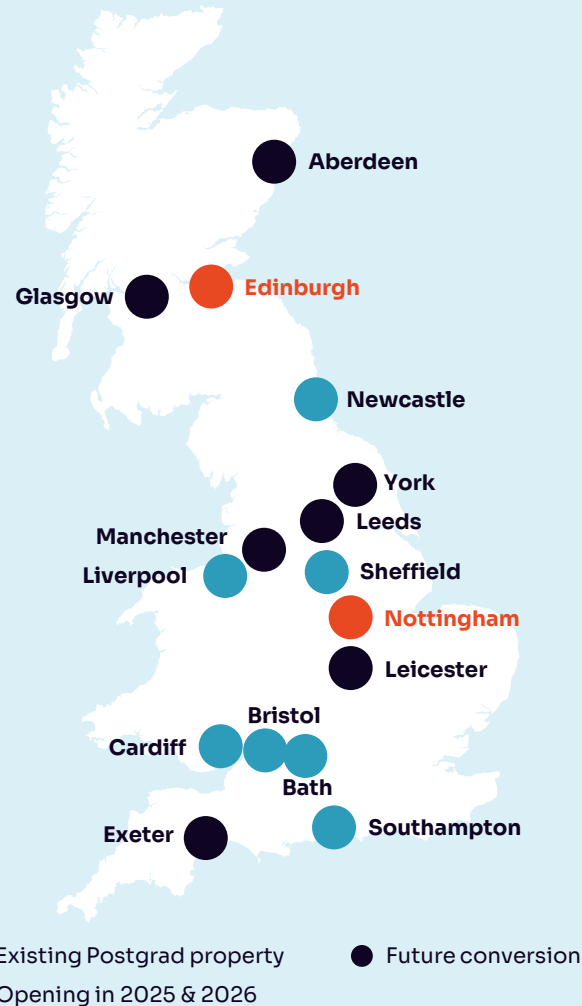 Aberdeen
Edinburgh
Glasgow
Newcastle
York
Leeds
Manchester
Sheffield
Liverpool
Nottingham
Leicester
Bristol
Cardiff
Bath
Southampton
Exeter
Existing Postgrad property
Future conversion
Opening in 2025 & 2026